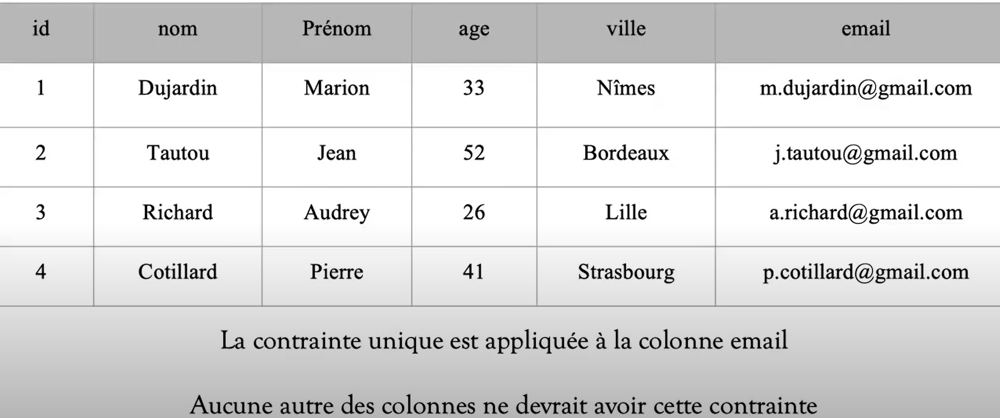 id nom Prénom age ville email
1 Dujardin Marion 33 Nîmes m.dujardin@gmail.com
2 Tautou Jean 52 Bordeaux j.tautou@gmail.com
3 Richard Audrey 26 Lille a.richard@gmail.com
4 Cotillard Pierre 41 Strasbourg p.cotillard@gmail.com
La contrainte unique est appliquée à la colonne email
Aucune autre des colonnes ne devrait avoir cette contrainte